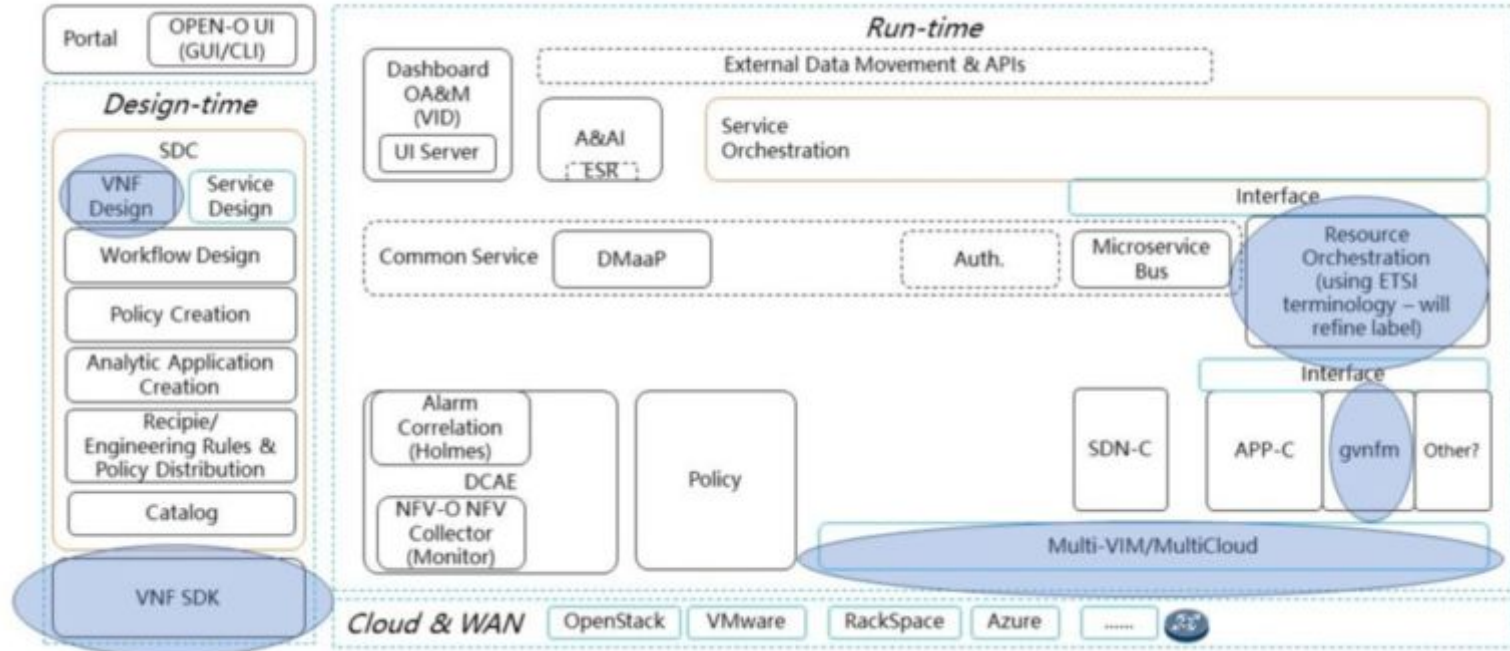 Portal
OPEN-O UI
(GUI/CLI)
Design-time
SDC
VNF
Design
Service
Design
Workflow Design
Policy Creation
Analytic Application
Creation
Recipie/
Engineering Rules &
Policy Distribution
Catalog
VNF SDK
Run-time
Dashboard
OA&M
(VID)
UI Server
External Data Movement & APIs
A&AI
ESR
Service
Orchestration
Interface
Common Service
DMaaP
Auth.
Microservice
Bus
Resource
Orchestration
(using ETSI
terminology – will
refine label)
Interface
Alarm
Correlation
(Holmes)
DCAE
NFV-O NFV
Collector
(Monitor)
Policy
SDN-C
APP-C
gvnfm
Other?
Multi-VIM/MultiCloud
Cloud & WAN
OpenStack
VMware
RackSpace
Azure
......